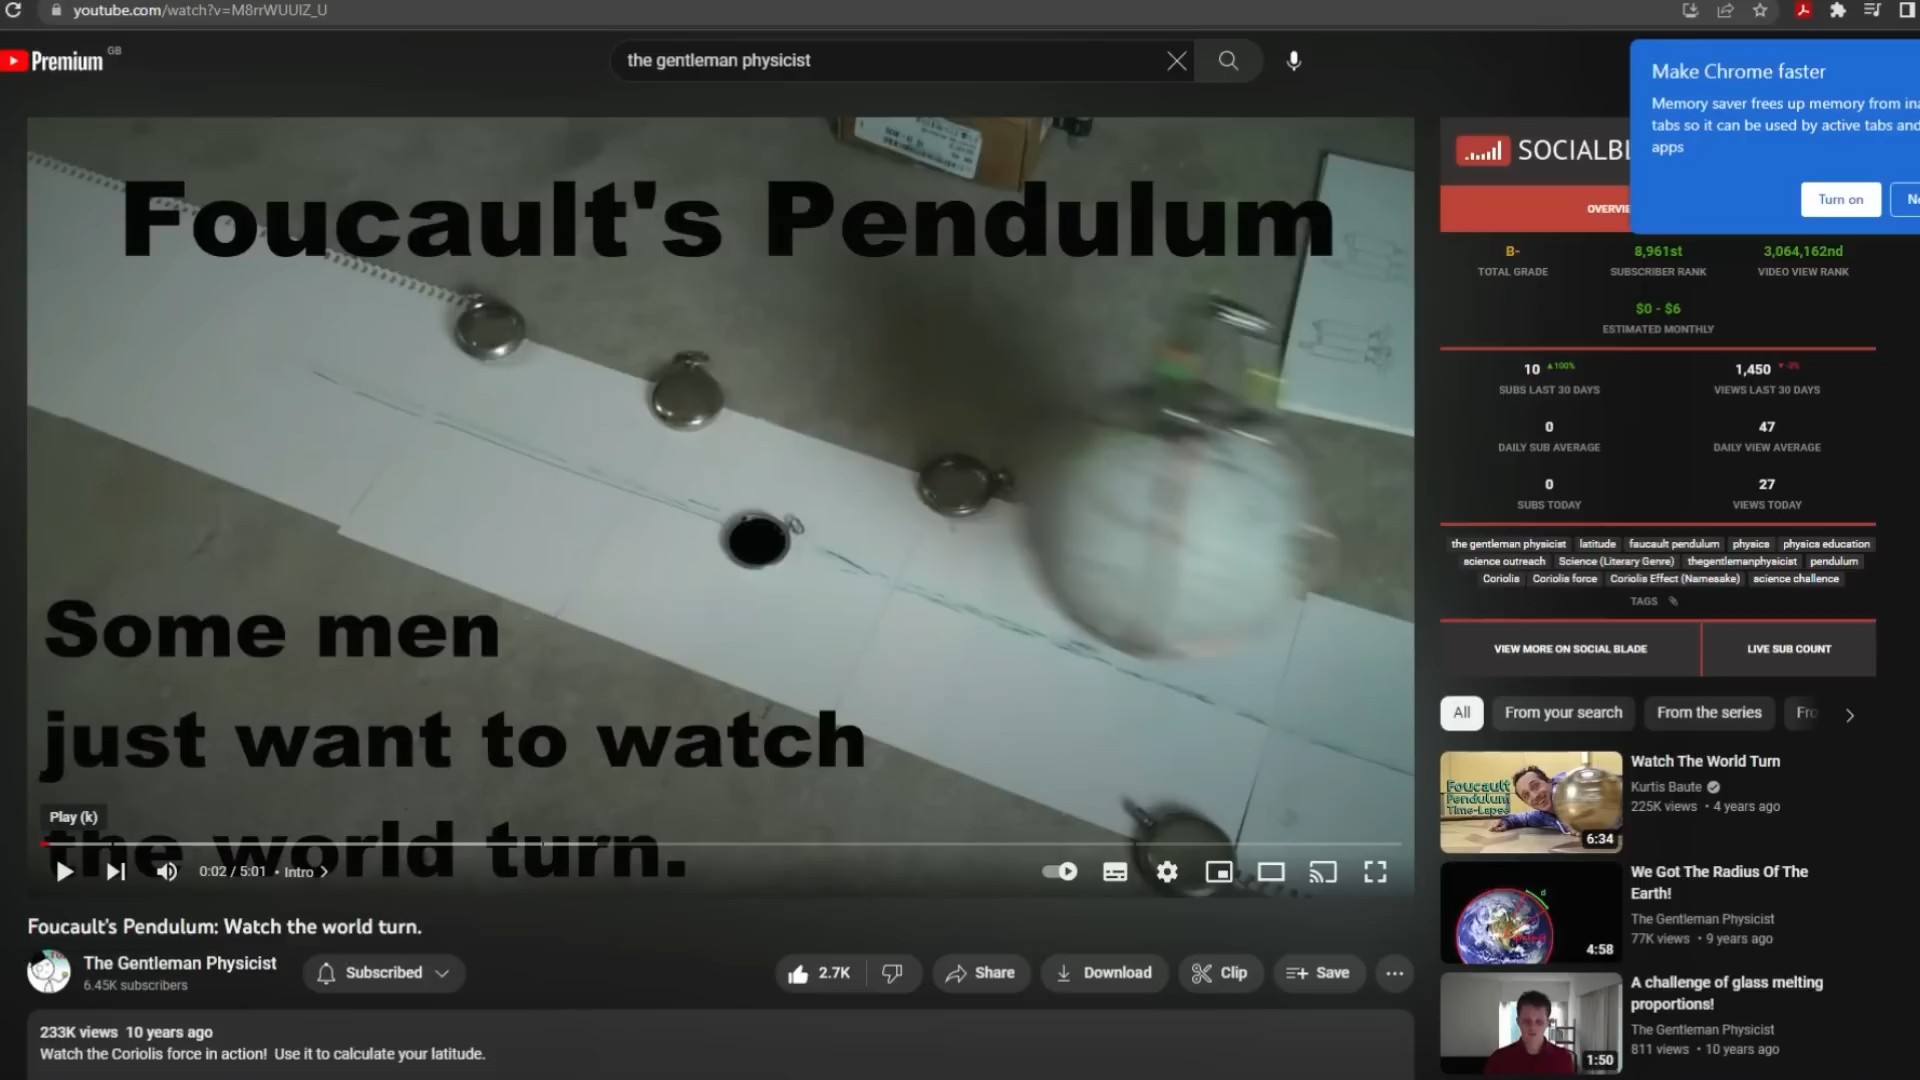 youtube.com/watch?v=M8rrWUUIZ_U
Premium GB
the gentleman physicist
Make Chrome faster
Memory saver frees up memory from ina
tabs so it can be used by active tabs and
apps
Turn on
No
Foucault's Pendulum
Some men
just want to watch
the world turn.
Play (k)
0:02 / 5:01 • Intro
SOCIALBL
OVERVIE
B-
TOTAL GRADE
8,961st
SUBSCRIBER RANK
3,064,162nd
VIDEO VIEW RANK
$0 - $6
ESTIMATED MONTHLY
10 ▲100%
SUBS LAST 30 DAYS
1,450
VIEWS LAST 30 DAYS
0
DAILY SUB AVERAGE
47
DAILY VIEW AVERAGE
0
SUBS TODAY
27
VIEWS TODAY
the gentleman physicist latitude faucault pendulum physics physics education
science outreach Science (Literary Genre) thegentlemanphysicist pendulum
Coriolis Coriolis force Coriolis Effect (Namesake) science challenge
TAGS
VIEW MORE ON SOCIAL BLADE
LIVE SUB COUNT
All
From your search
From the series
Fro
Watch The World Turn
Kurtis Baute
225K views • 4 years ago
6:34
We Got The Radius Of The
Earth!
The Gentleman Physicist
77K views • 9 years ago
4:58
A challenge of glass melting
proportions!
The Gentleman Physicist
811 views • 10 years ago
1:50
Foucault Pendulum Time-Lapse
Foucault's Pendulum: Watch the world turn.
The Gentleman Physicist
6.45K subscribers
Subscribed
2.7K
Share
Download
Clip
Save
233K views 10 years ago
Watch the Coriolis force in action! Use it to calculate your latitude.